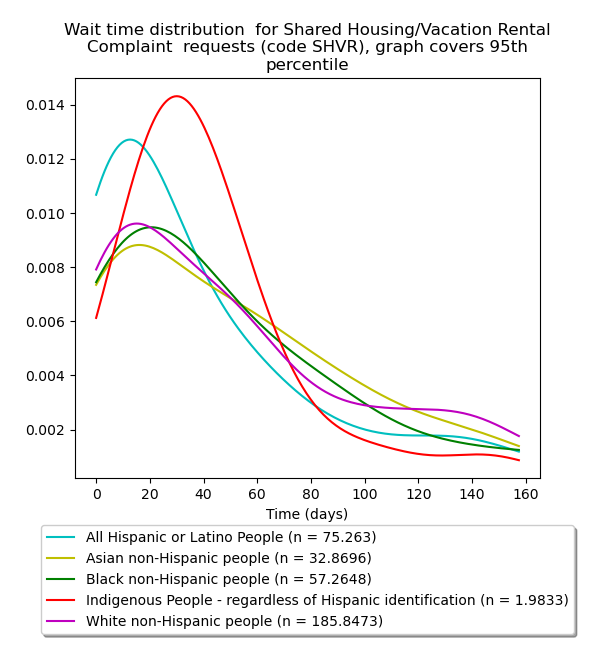 Wait time distribution  for Shared Housing/Vacation Rental
Complaint  requests (code SHVR), graph covers 95th
percentile
0.014
0.012
0.010
0.008
0.006
0.004
0.002
0 20 40 60 80 100 120 140 160
Time (days)
All Hispanic or Latino People (n = 75.263)
Asian non-Hispanic people (n = 32.8696)
Black non-Hispanic people (n = 57.2648)
Indigenous People - regardless of Hispanic identification (n = 1.9833)
White non-Hispanic people (n = 185.8473)